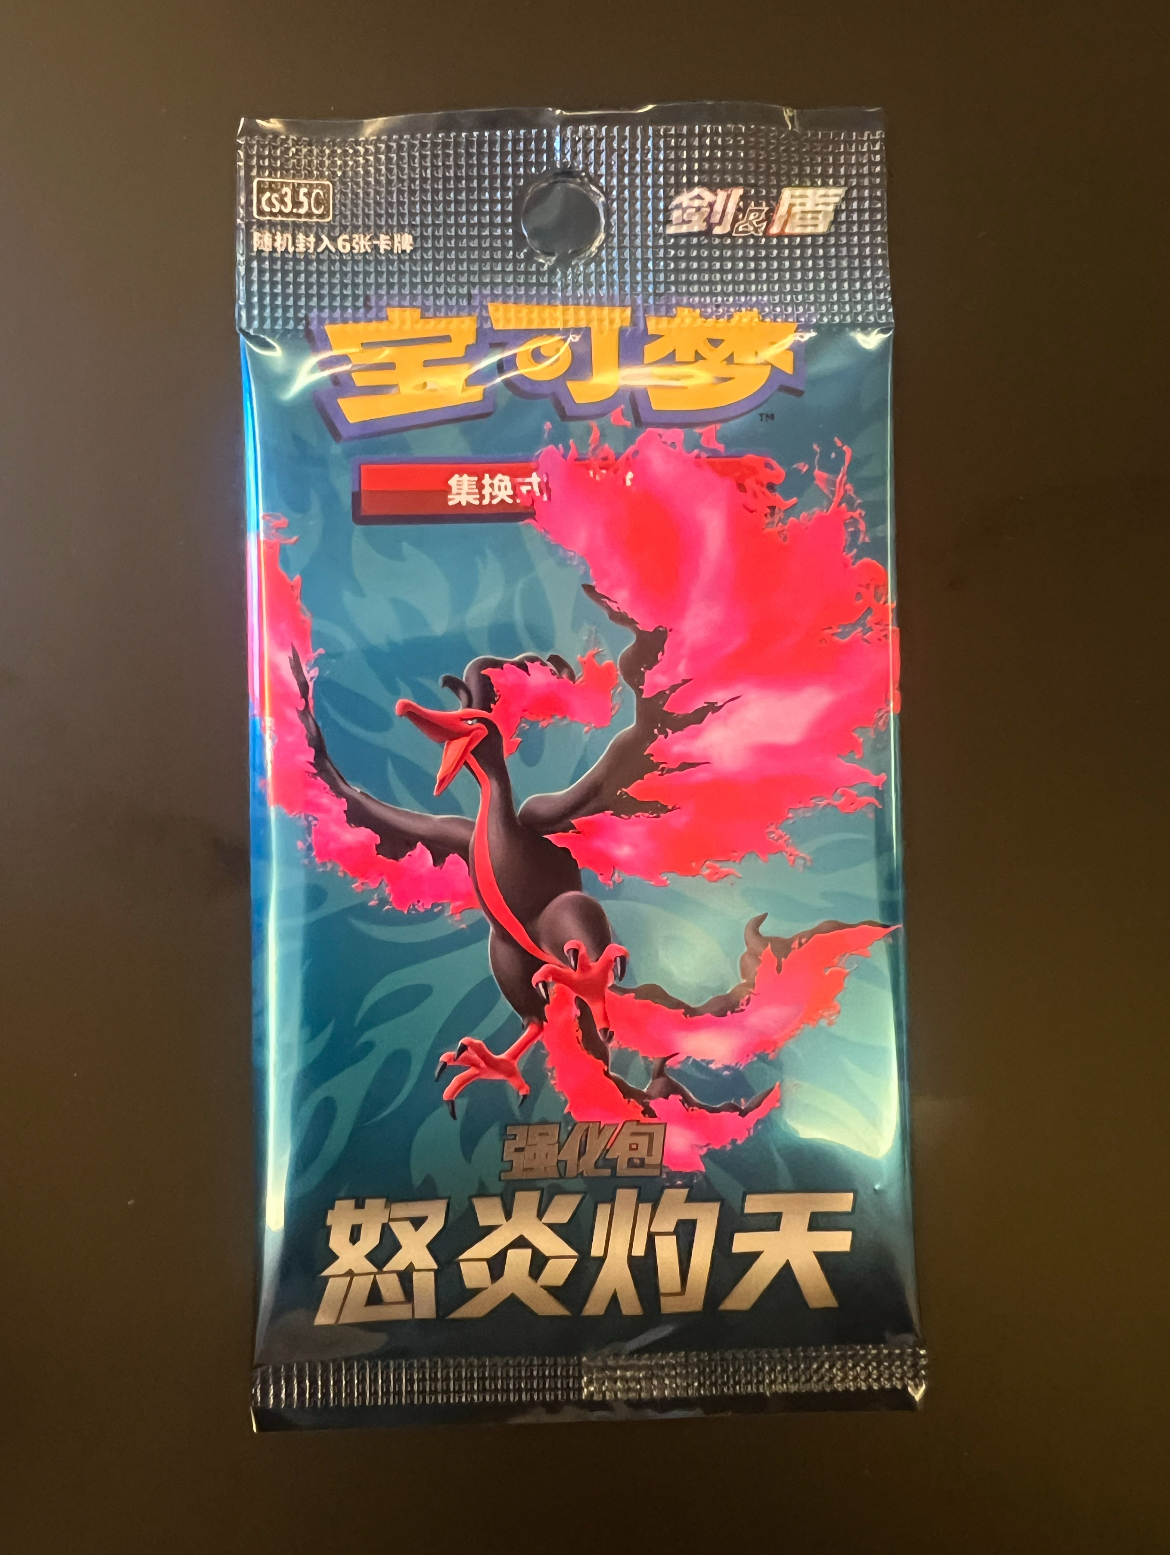 cs3.5C
剑&盾
随机封入6张卡牌
宝可梦
TM
集换式
强化包
怒炎灼天